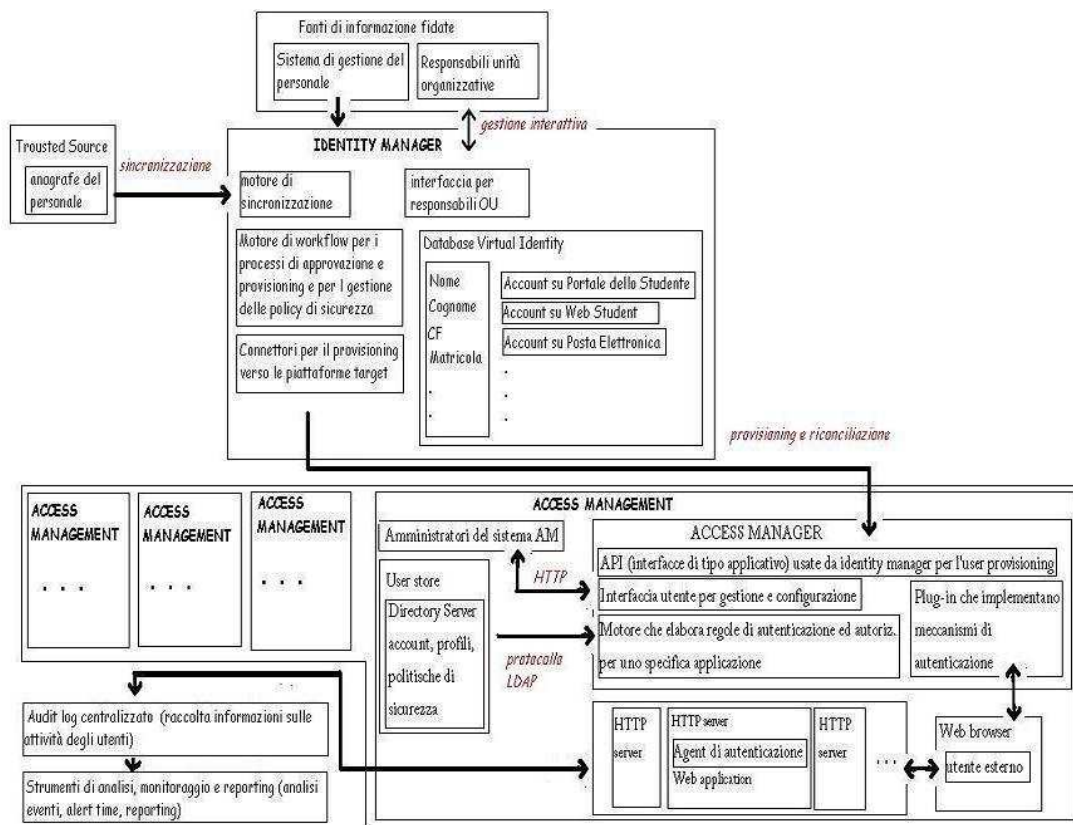 Fonti di informazione fidate
Sistema di gestione del
personale
Responsabili unità
organizzative
gestione interattiva
Trousted Source
anagrafe del
personale
sincronizzazione
IDENTITY MANAGER
motore di
sincronizzazione
interfaccia per
responsabili OU
Motore di workflow per i
processi di approvazione e
provisioning e per l gestione
delle policy di sicurezza
Connettori per il provisioning
verso le piattaforme target
Database Virtual Identity
Nome
Cogname
CF
Matricola
.
.
Account su Portale dello Studente
Account su Web Student
Account su Posta Elettronica
.
.
.
provisioning e riconciliazione
ACCESS
MANAGEMENT
. . .
ACCESS
MANAGEMENT
. . .
ACCESS
MANAGEMENT
. . .
ACCESS MANAGEMENT
Amministratori del sistema AM
HTTP
User store
Directory Server
account, profili,
politische di
sicurezza
protocollo
LDAP
ACCESS MANAGER
API (interfacce di tipo applicativo) usate da identity manager per l'user provisioning
Interfaccia utente per gestione e configurazione
Motore che elabora regole di autenticazione ed autoriz.
per uno specifica applicazione
Plug-in che implementano
meccanismi di
autenticazione
. . .
Audit log centralizzato (raccolta informazioni sulle
attività degli utenti)
Strumenti di analisi, monitoraggio e reporting (analisi
eventi, alert time, reporting)
HTTP
server
HTTP server
Agent di autenticazione
Web application
HTTP
server
. . .
Web browser
utente esterno